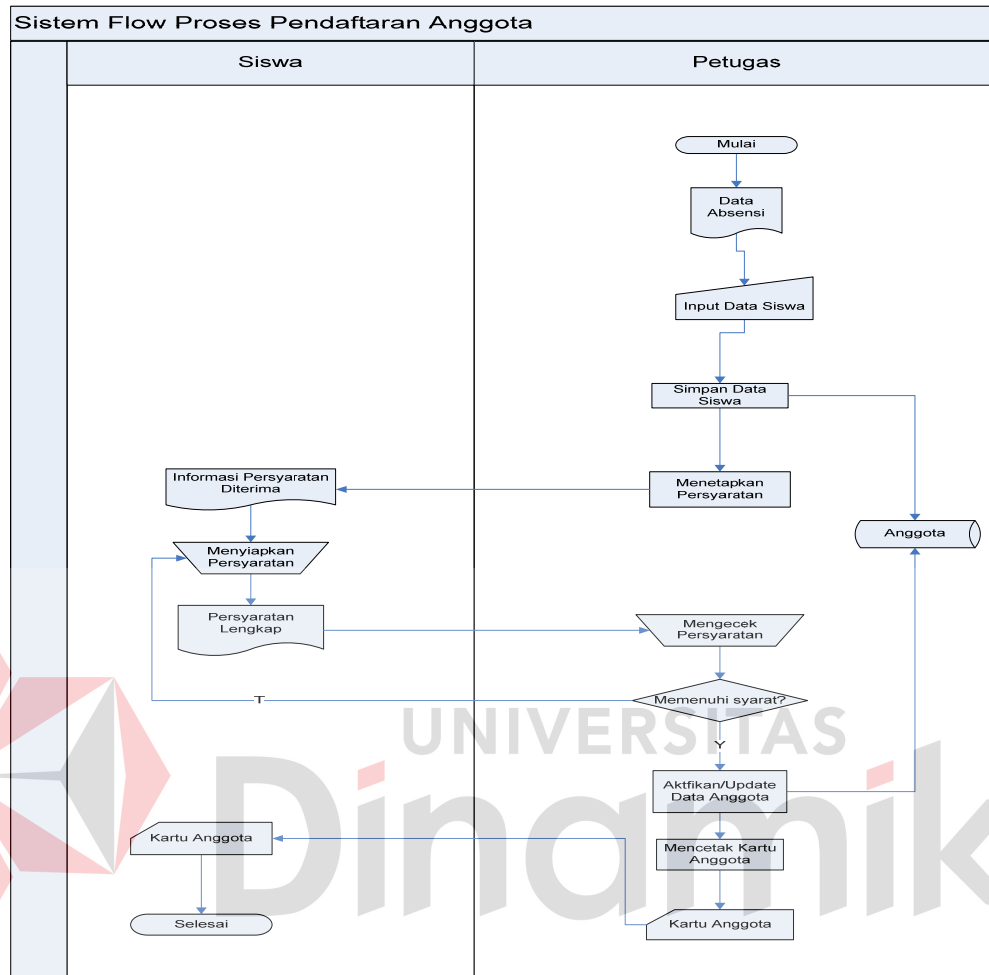 Sistem Flow Proses Pendaftaran Anggota
Siswa
Petugas
Mulai
Data
Absensi
Input Data Siswa
Simpan Data
Siswa
Menetapkan
Persyaratan
Informasi Persyaratan
Diterima
Anggota
Menyiapkan
Persyaratan
Persyaratan
Lengkap
Mengecek
Persyaratan
Memenuhi syarat?
T
Y
UNIVERSITAS
Dinamika
Aktfikan/Update
Data Anggota
Mencetak Kartu
Anggota
Kartu Anggota
Kartu Anggota
Selesai